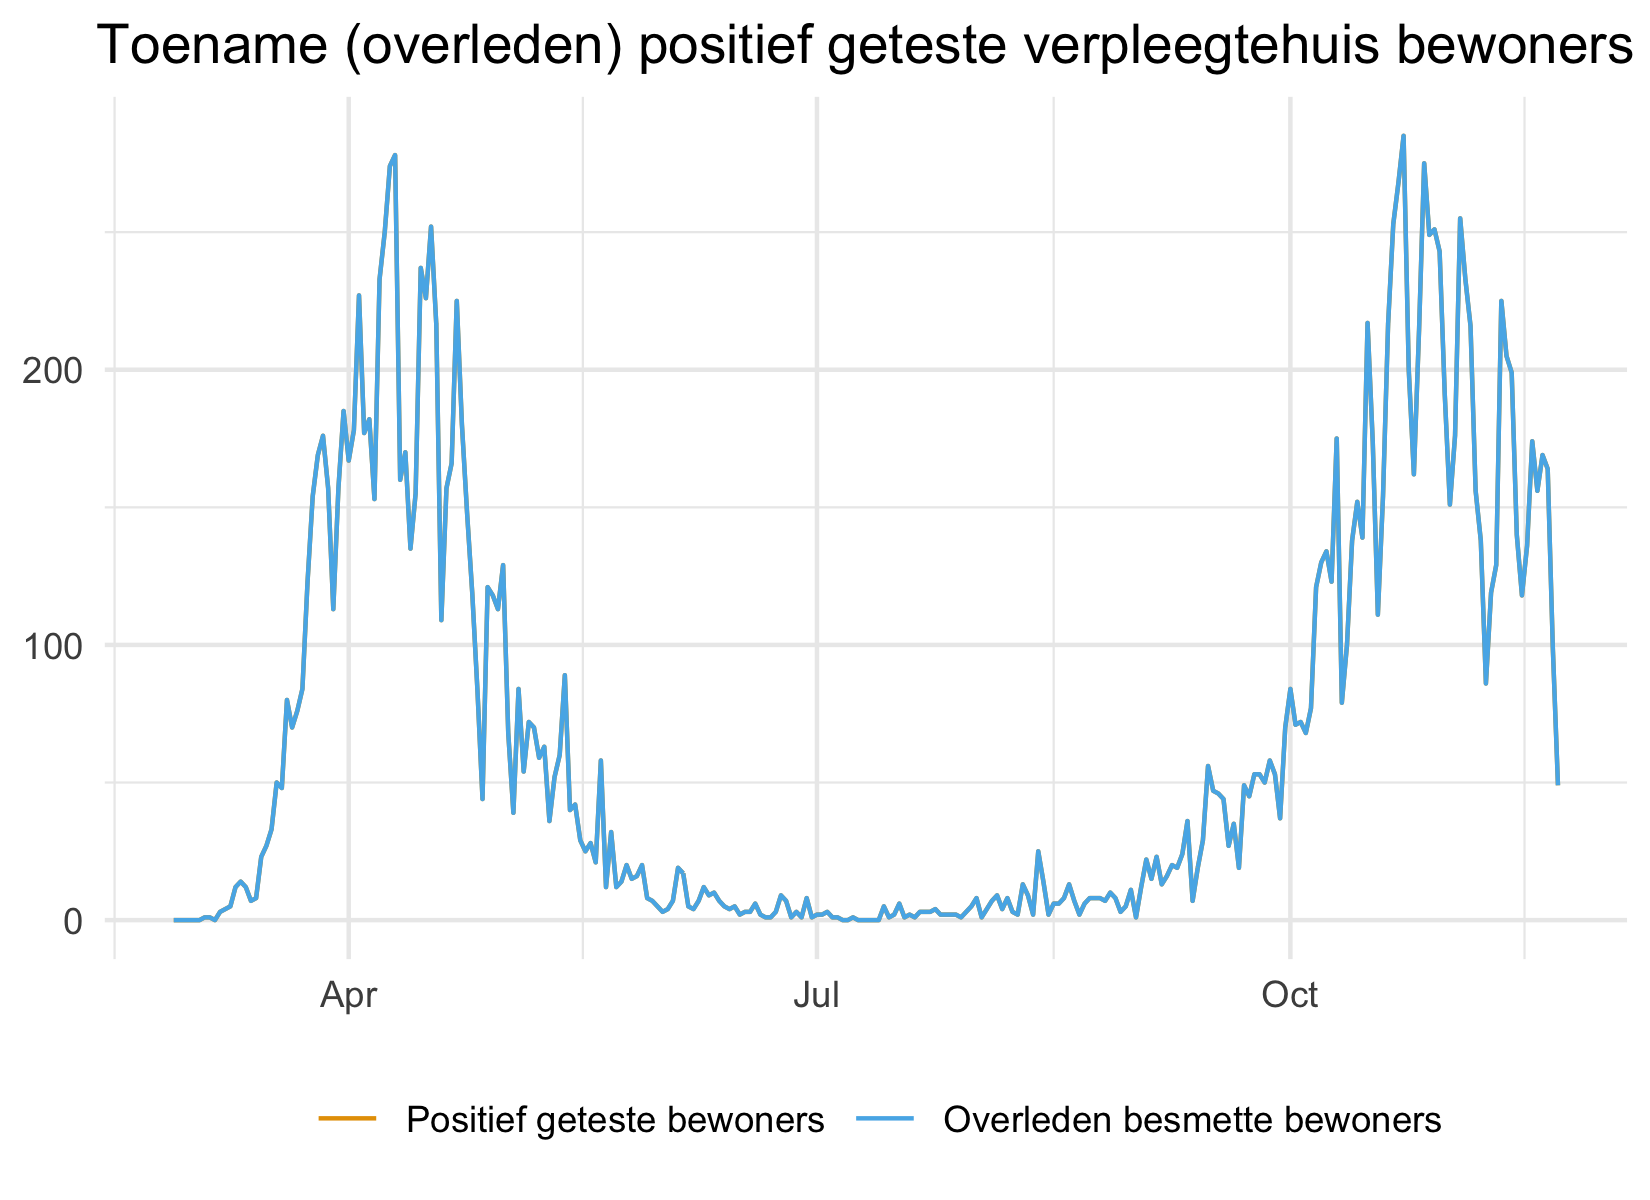 Toename (overleden) positief geteste verpleegtehuis bewoners
200
100
0
Apr Jul Oct
Positief geteste bewoners Overleden besmette bewoners